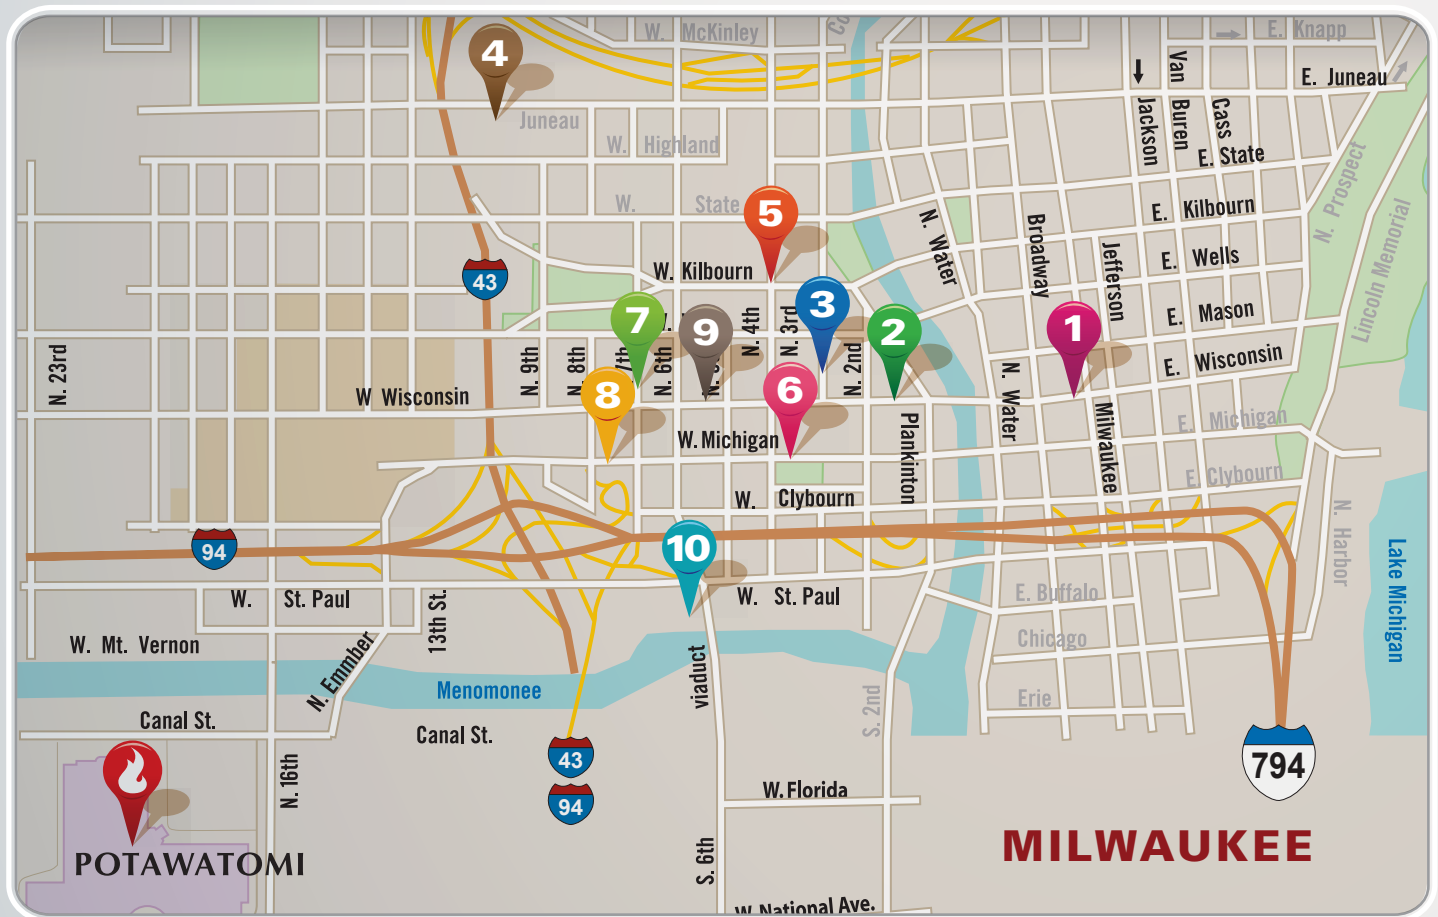 W. McKinley
E. Knapp
4
Van Buren
E. Juneau
Juneau
Jackson
Cass
W. Highland
E. State
N. Prospect
W. State
5
E. Kilbourn
N. Water
Broadway
Lincoln Memorial
43
W. Kilbourn
Jefferson
E. Wells
7
9
N. 4th
N. 3rd
3
2
1
E. Mason
N. 23rd
N. 9th
N. 8th
7th
N. 6th
N. 2nd
E. Wisconsin
8
6
W Wisconsin
N. Water
Milwaukee
E. Michigan
W. Michigan
Plankinton
E. Clybourn
W. Clybourn
N. Harbor
94
10
Lake Michigan
W. St. Paul
W. St. Paul
E. Buffalo
13th St.
W. Mt. Vernon
N. Emmber
Chicago
viaduct
Menomonee
Erie
S. 2nd
Canal St.
Canal St.
43
94
794
N. 16th
W. Florida
POTAWATOMI
S. 6th
MILWAUKEE
W National Ave.